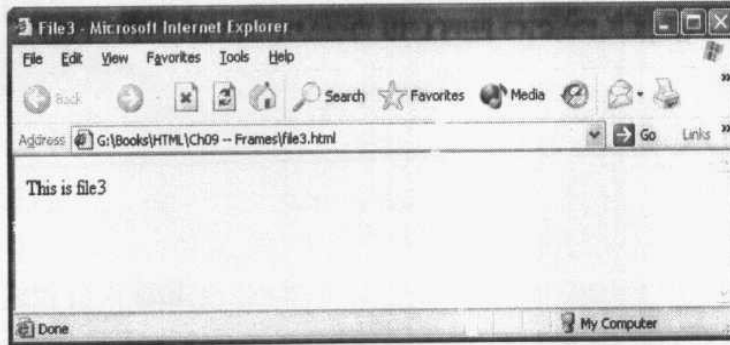 File3 - Microsoft Internet Explorer
File Edit View Favorites Tools Help
Back Search Favorites Media »
Address G:\Books\HTML\Ch09 -- Frames\file3.html Go Links »
This is file3
Done My Computer